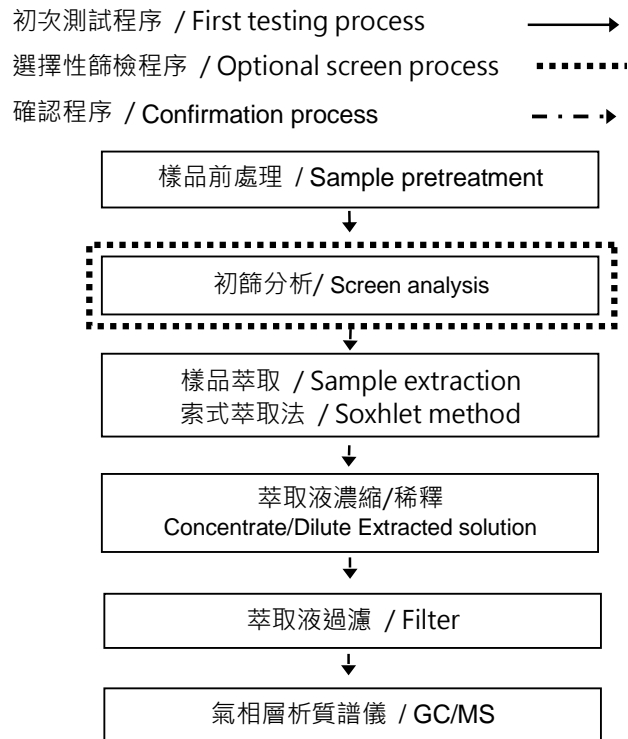 初次測試程序 / First testing process
選擇性篩檢程序 / Optional screen process
確認程序 / Confirmation process
樣品前處理 / Sample pretreatment
初篩分析/ Screen analysis
樣品萃取 / Sample extraction
索式萃取法 / Soxhlet method
萃取液濃縮/稀釋
Concentrate/Dilute Extracted solution
萃取液過濾 / Filter
氣相層析質譜儀 / GC/MS